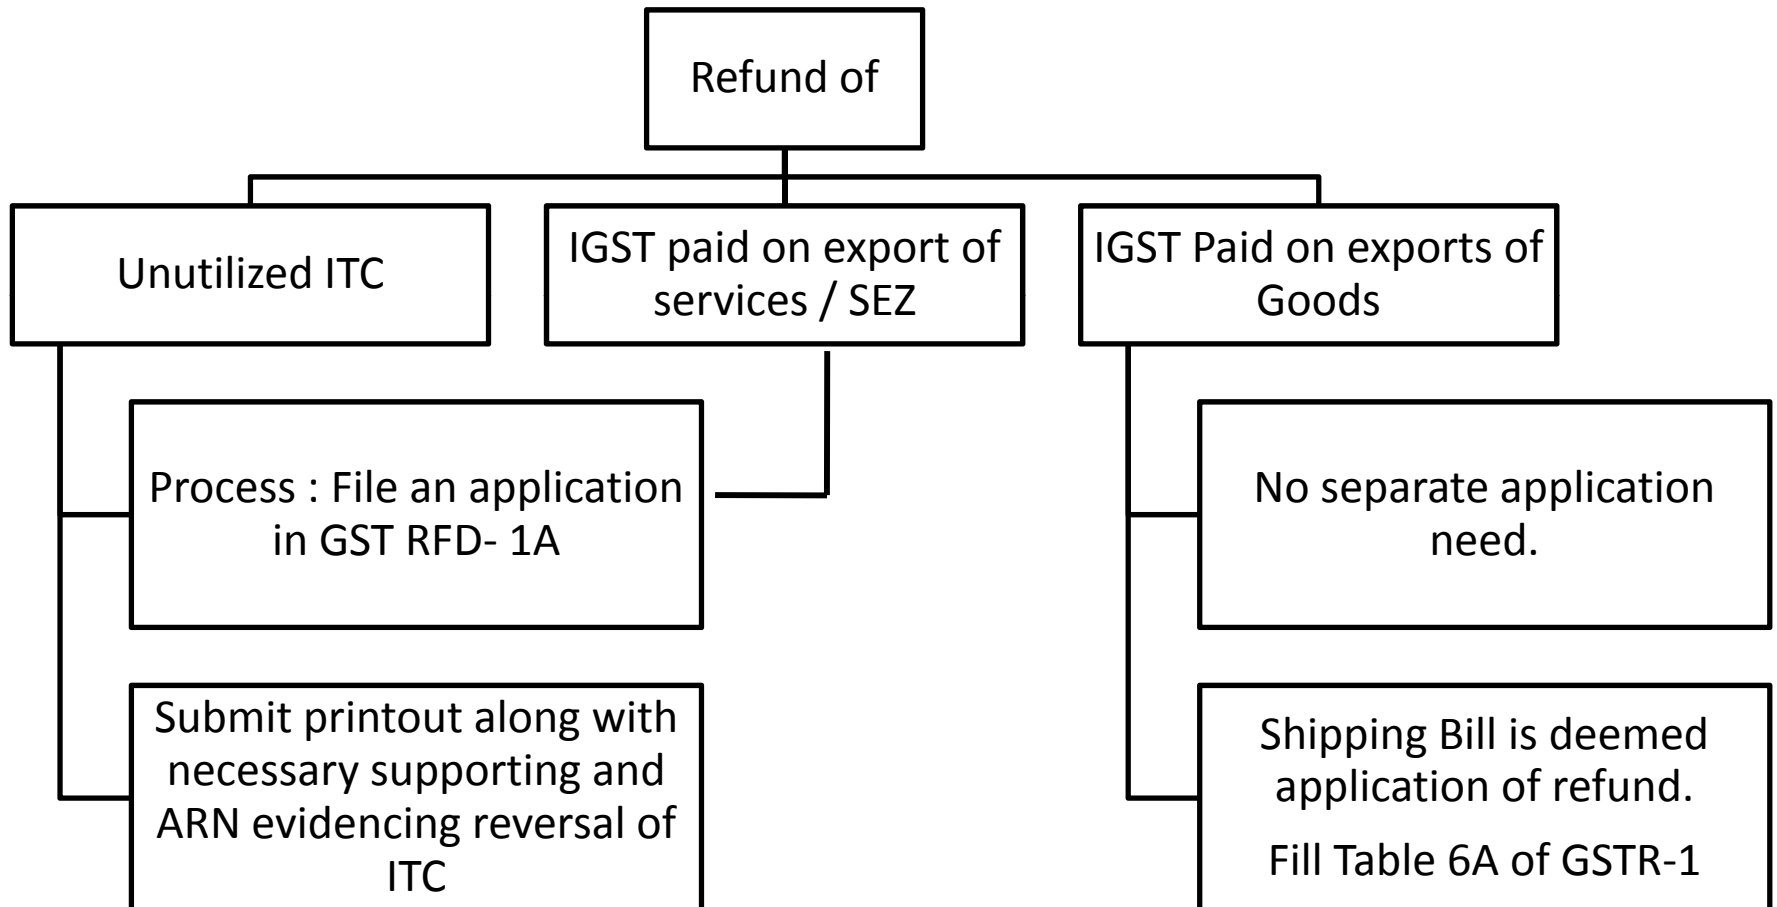 Refund of
Unutilized ITC
IGST paid on export of
services / SEZ
IGST Paid on exports of
Goods
Process : File an application
in GST RFD- 1A
No separate application
need.
Submit printout along with
necessary supporting and
ARN evidencing reversal of
ITC
Shipping Bill is deemed
application of refund.
Fill Table 6A of GSTR-1